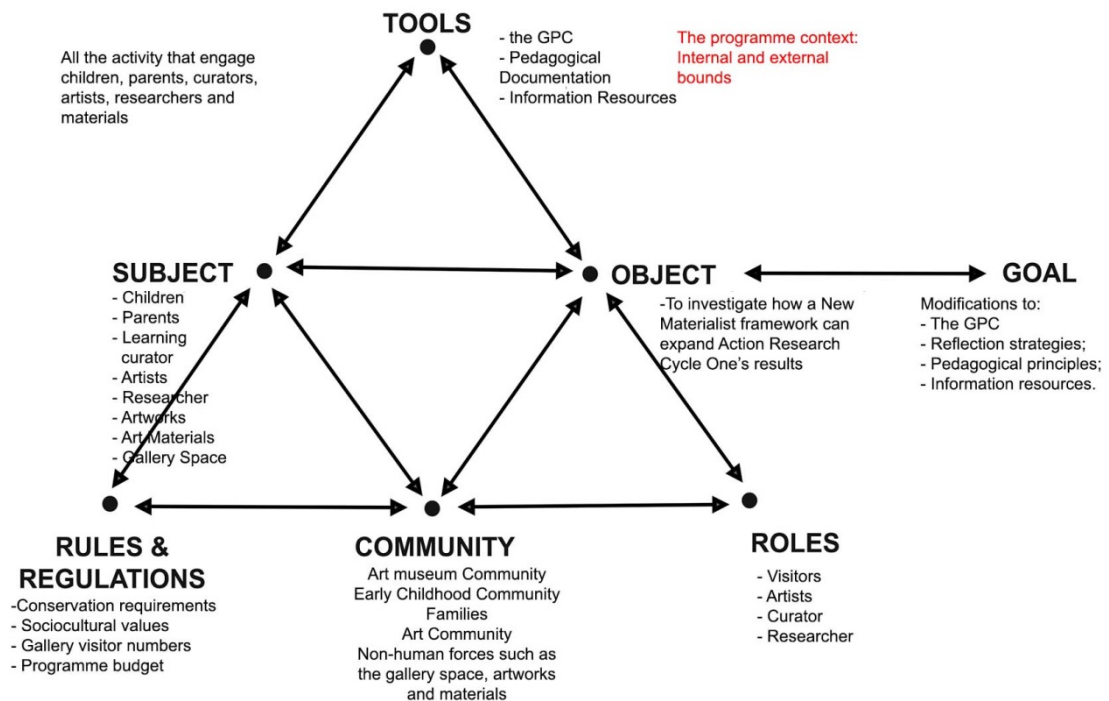 TOOLS
All the activity that engage
children, parents, curators,
artists, researchers and
materials
- the GPC
- Pedagogical
Documentation
- Information Resources
The programme context:
Internal and external
bounds
SUBJECT
- Children
- Parents
- Learning
curator
- Artists
- Researcher
- Artworks
- Art Materials
- Gallery Space
OBJECT
-To investigate how a New
Materialist framework can
expand Action Research
Cycle One's results
GOAL
Modifications to:
- The GPC
- Reflection strategies;
- Pedagogical principles;
- Information resources.
RULES &
REGULATIONS
-Conservation requirements
- Sociocultural values
- Gallery visitor numbers
- Programme budget
COMMUNITY
Art museum Community
Early Childhood Community
Families
Art Community
Non-human forces such as
the gallery space, artworks
and materials
ROLES
- Visitors
- Artists
- Curator
- Researcher